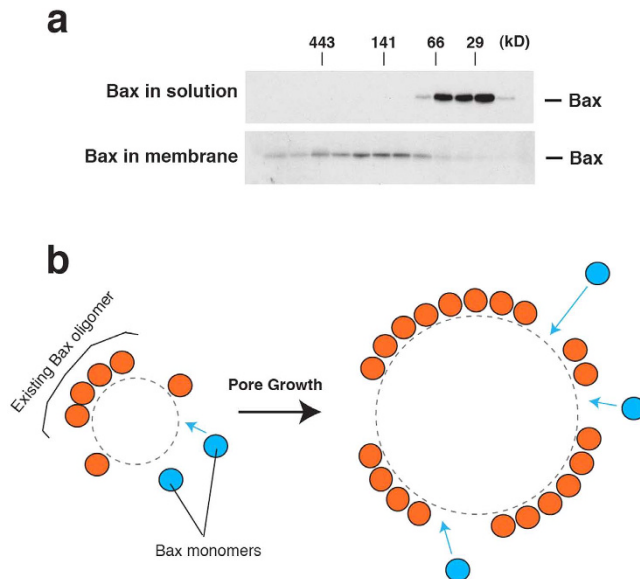 a
443 141 66 29 (kD)
Bax in solution
Bax
Bax in membrane
Bax
b
Existing Bax oligomer
Pore Growth
Bax monomers